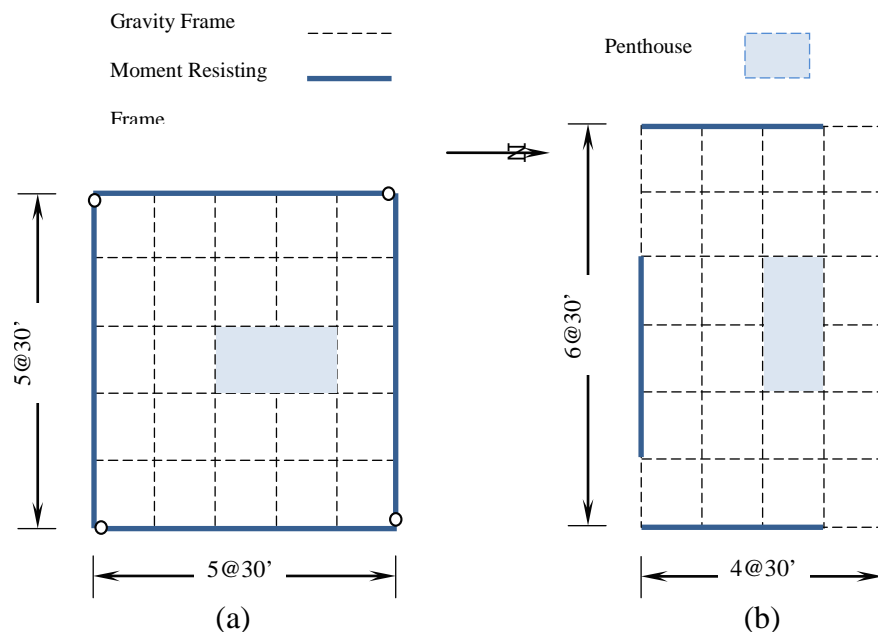 Gravity Frame
Moment Resisting
Frame
Penthouse
N
5@30’
5@30’
(a)
6@30’
4@30’
(b)